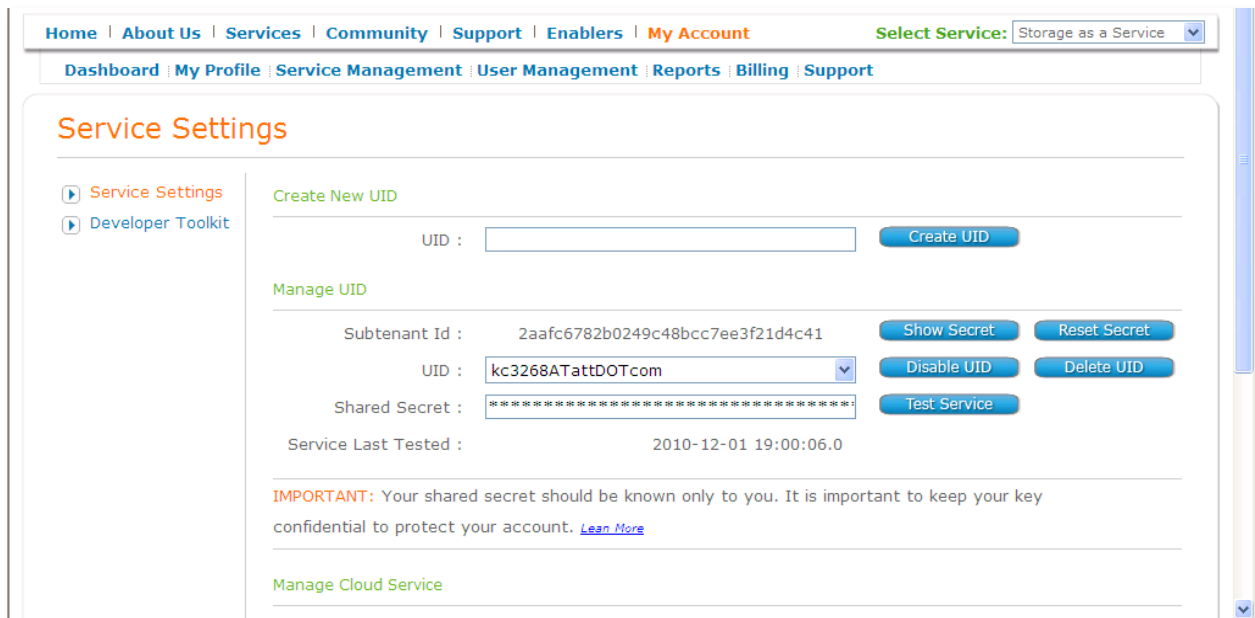 Home | About Us | Services | Community | Support | Enablers | My Account Select Service: Storage as a Service
Dashboard | My Profile | Service Management | User Management | Reports | Billing | Support
Service Settings
Service Settings
Developer Toolkit
Create New UID
UID : Create UID
Manage UID
Subtenant Id : 2aafc6782b0249c48bcc7ee3f21d4c41 Show Secret Reset Secret
UID : kc3268ATattDOTcom Disable UID Delete UID
Shared Secret : ********************************** Test Service
Service Last Tested : 2010-12-01 19:00:06.0
IMPORTANT: Your shared secret should be known only to you. It is important to keep your key
confidential to protect your account. Lean More
Manage Cloud Service